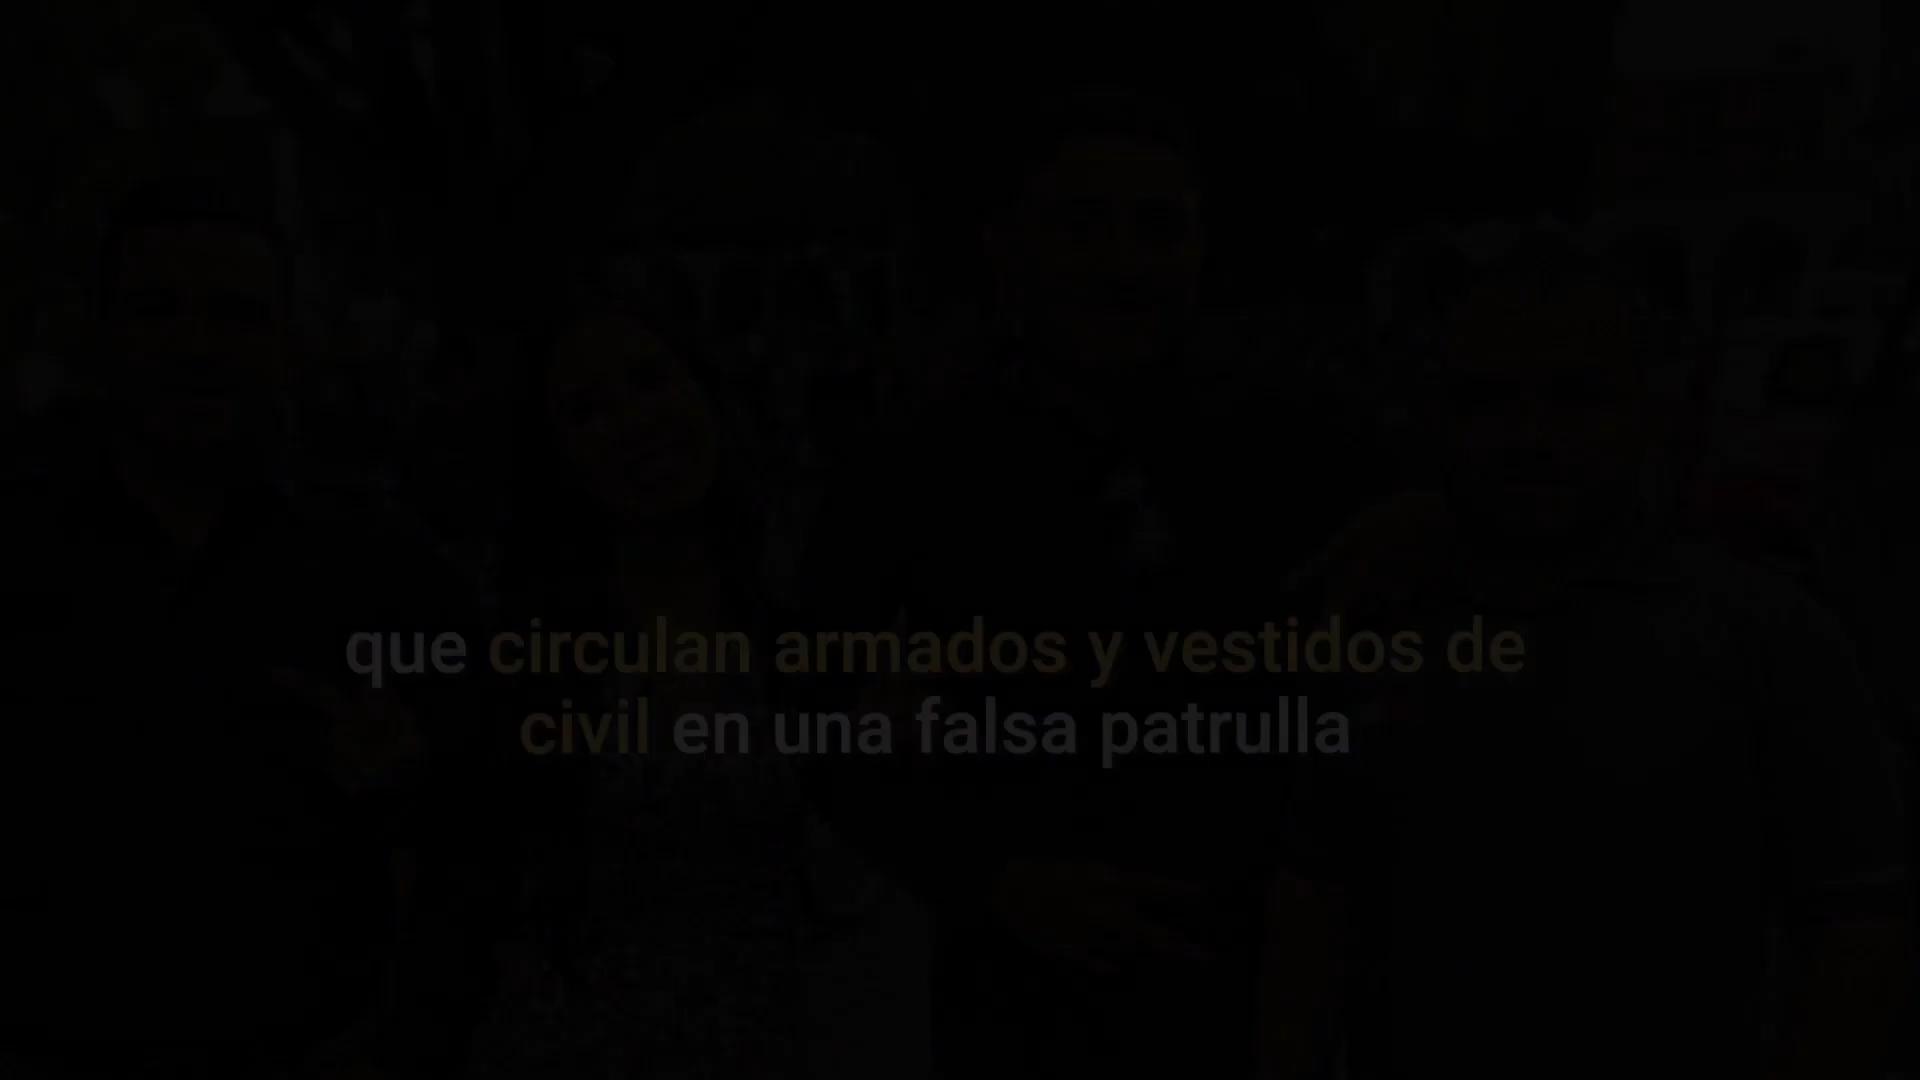 que circulan armados y vestidos de
civil en una falsa patrulla